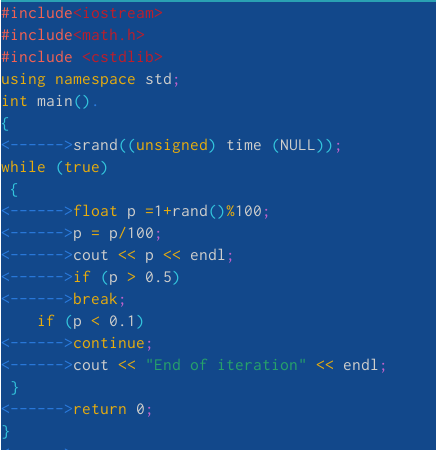 #include<iostream>
#include<math.h>
#include <cstdlib>
using namespace std;
int main().
{
<------>srand((unsigned) time (NULL));
while (true)
 {
<------>float p =1+rand()%100;
<------>p = p/100;
<------>cout << p << endl;
<------>if (p > 0.5)
<------>break;
    if (p < 0.1)
<------>continue;
<------>cout << "End of iteration" << endl;
 }
<------>return 0;
}